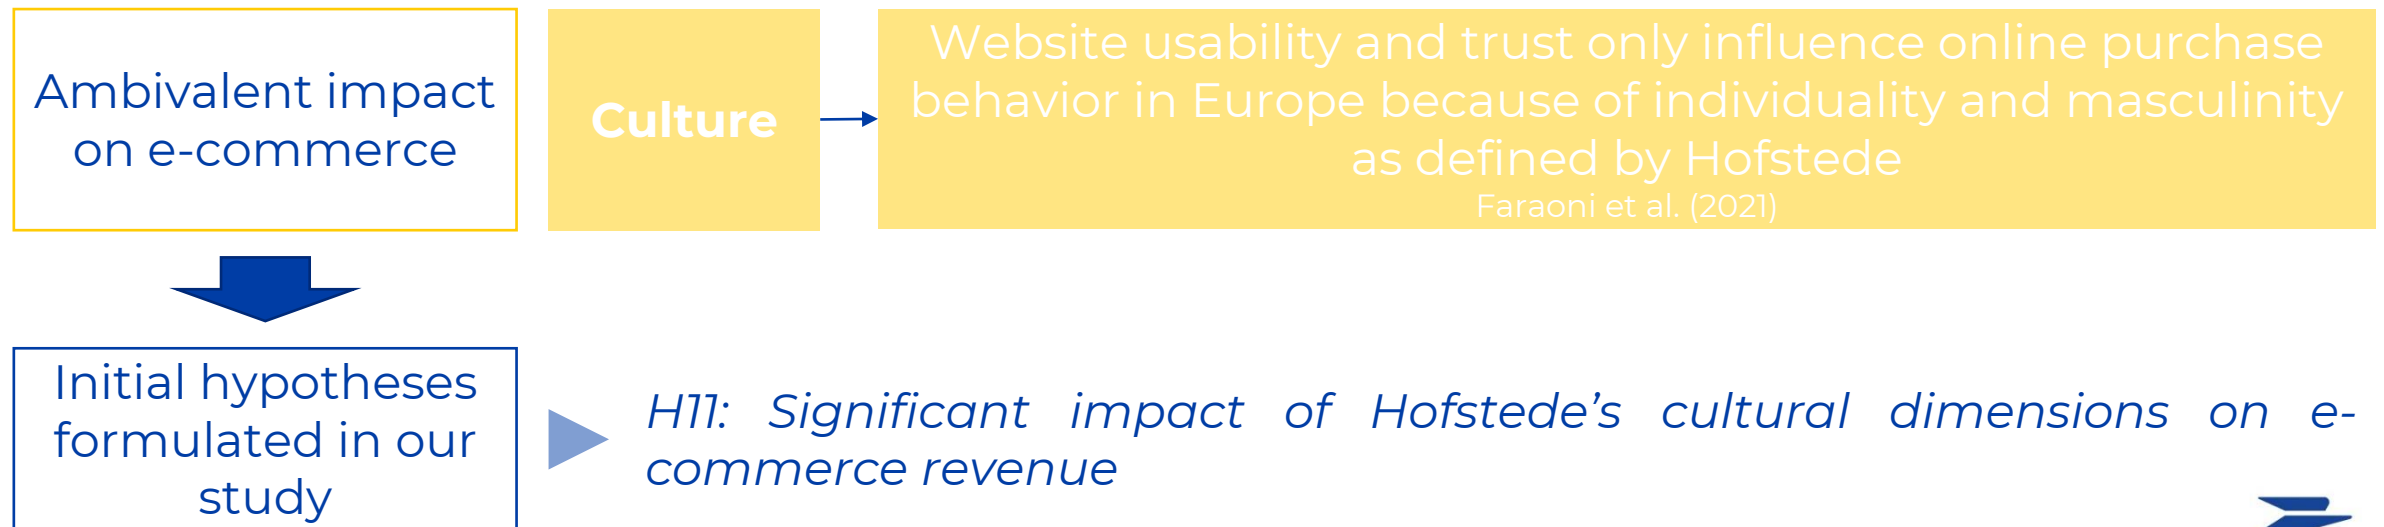 Ambivalent impact
on e-commerce
Culture
Website usability and trust only influence online purchase
behavior in Europe because of individuality and masculinity
as defined by Hofstede
Faraoni et al. (2021)
Initial hypotheses
formulated in our
study
H11: Significant impact of Hofstede’s cultural dimensions on e-
commerce revenue